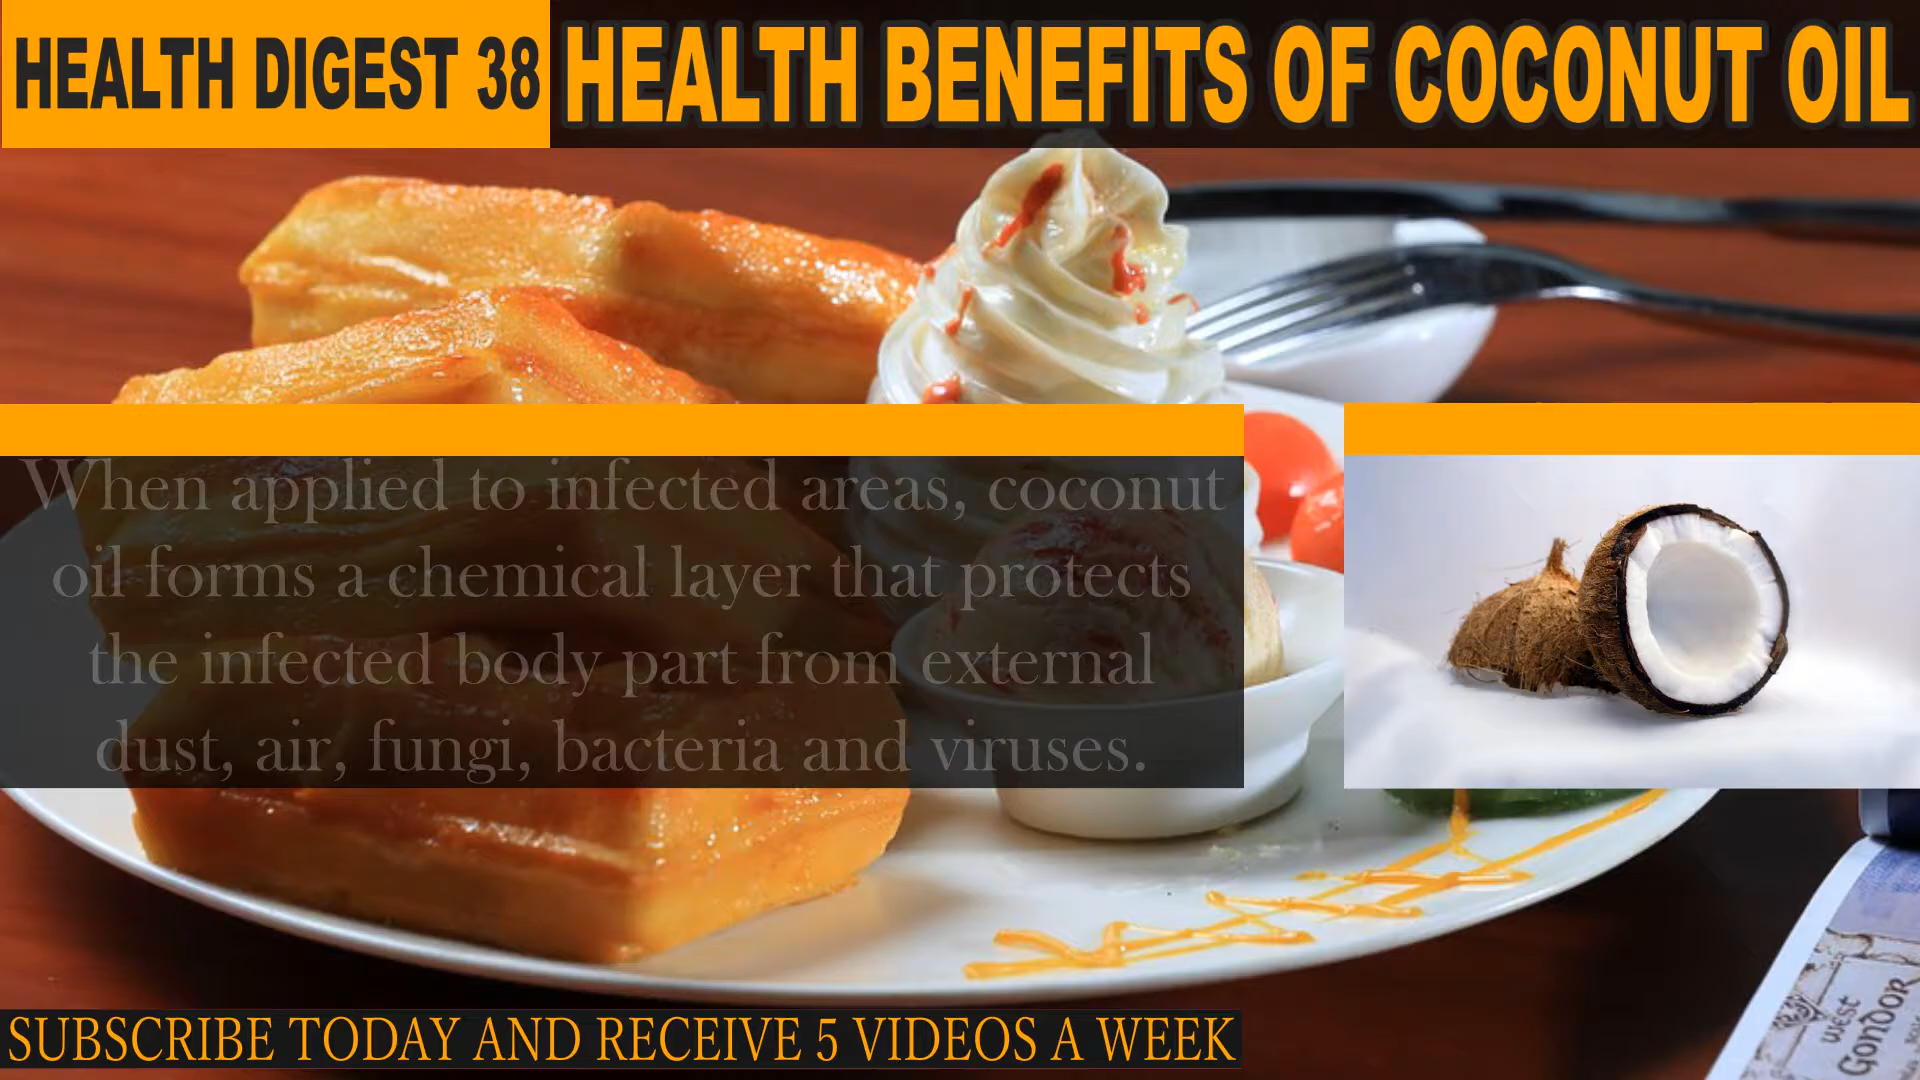 HEALTH DIGEST 38
HEALTH BENEFITS OF COCONUT OIL
When applied to infected areas, coconut
oil forms a chemical layer that protects
the infected body part from external
dust, air, fungi, bacteria and viruses.
SUBSCRIBE TODAY AND RECEIVE 5 VIDEOS A WEEK
WEST
GONDOR